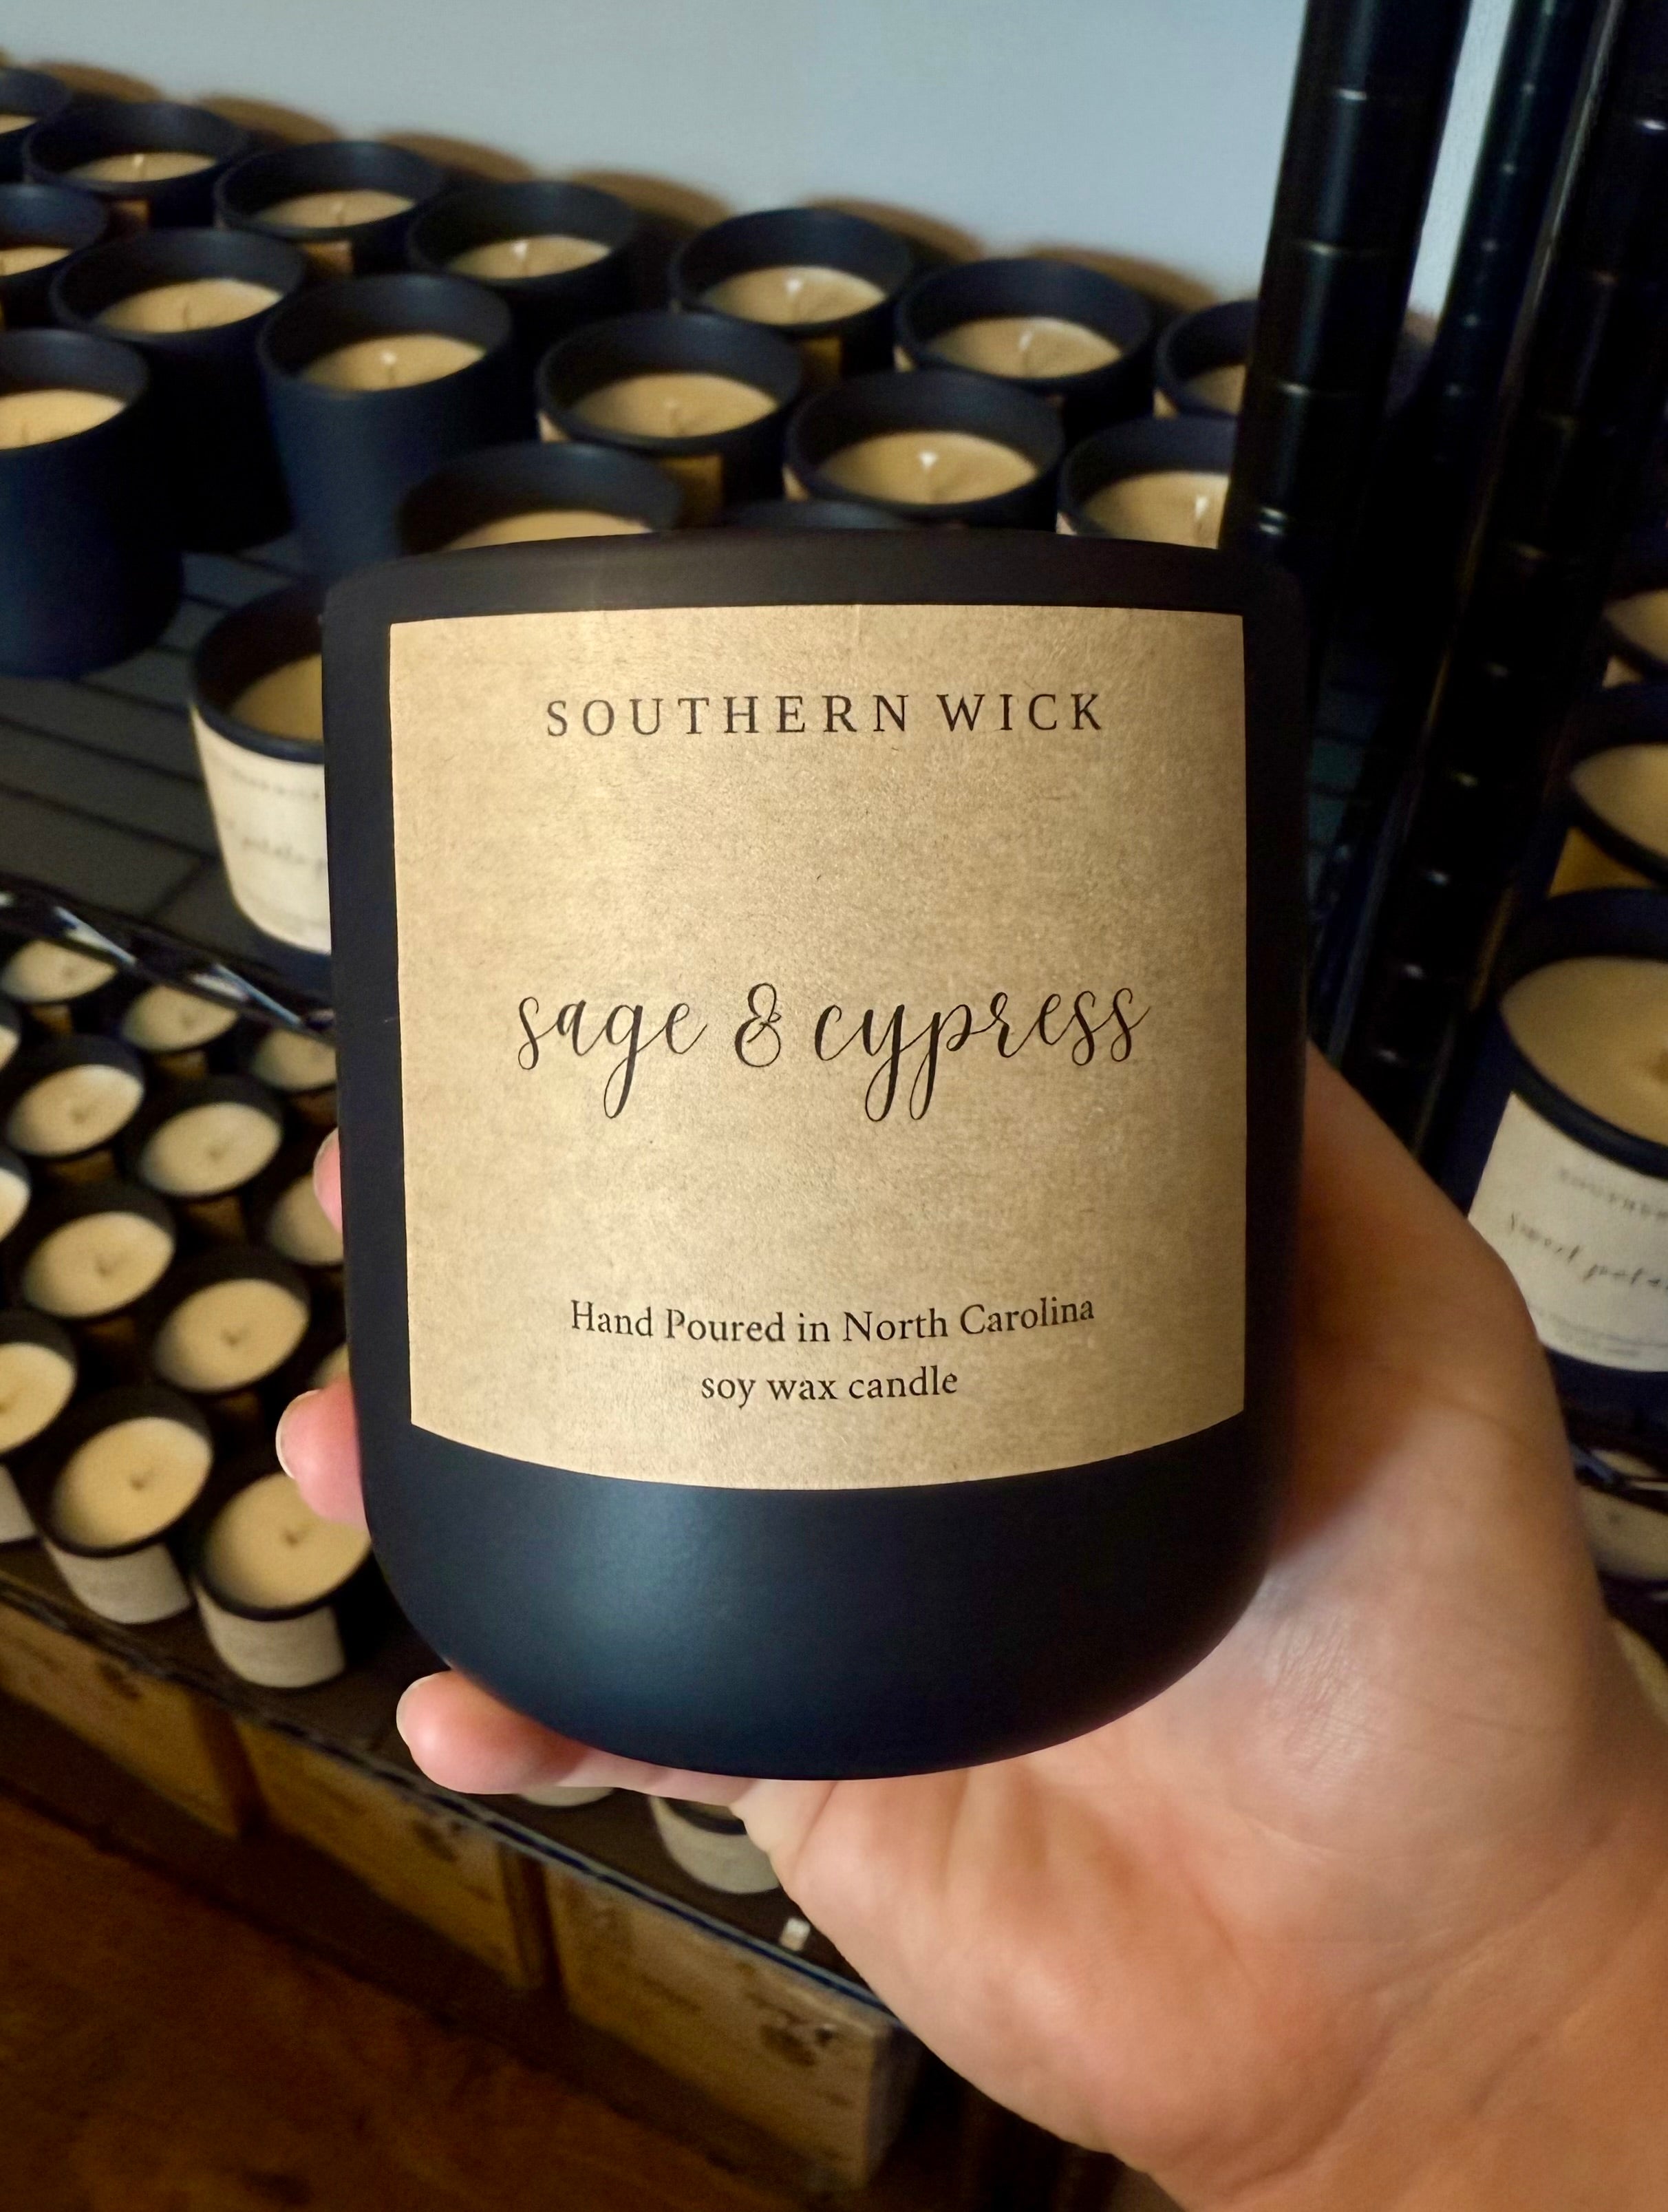 SOUTHERN WICK
sage & cypress
Hand Poured in North Carolina
soy wax candle